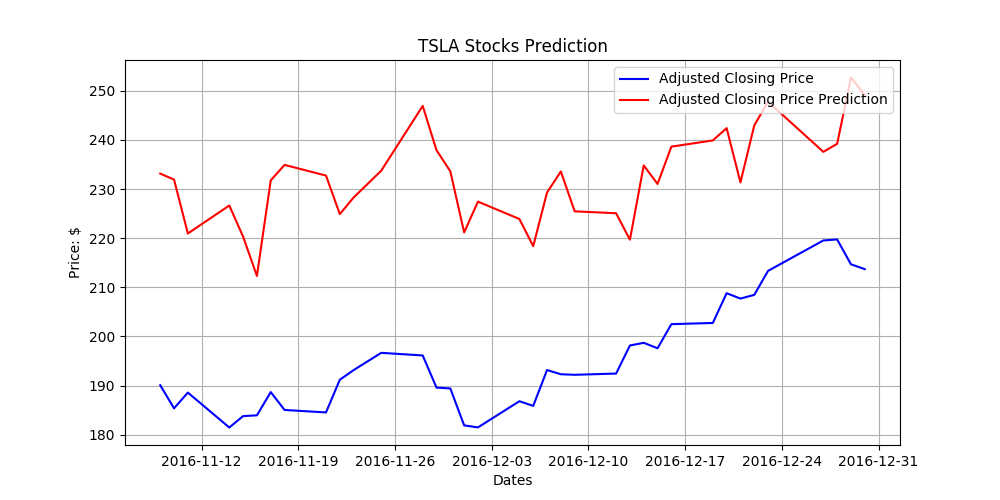 TSLA Stocks Prediction
Adjusted Closing Price
Adjusted Closing Price Prediction
Price: $
250
240
230
220
210
200
190
180
2016-11-12 2016-11-19 2016-11-26 2016-12-03 2016-12-10 2016-12-17 2016-12-24 2016-12-31
Dates